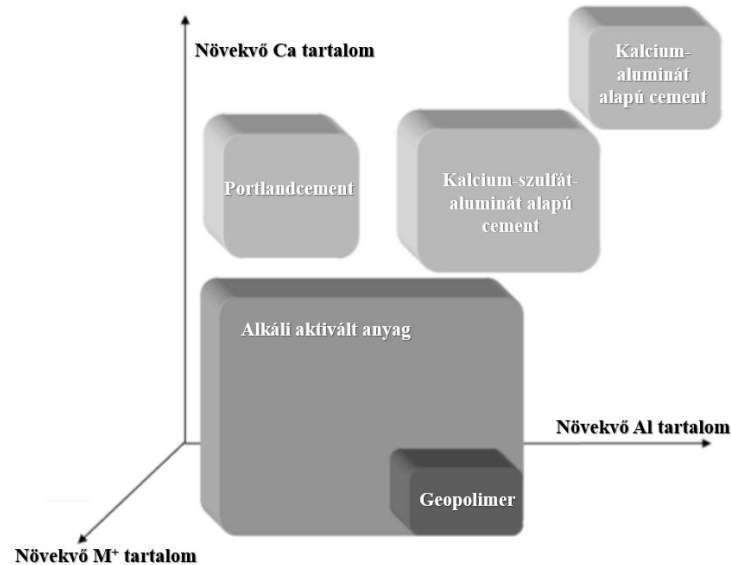 Növekvő Ca tartalom
Kalcium-
aluminát
alapú cement
Portlandcement
Kalcium-szulfát-
aluminát alapú
cement
Alkáli aktivált anyag
Növekvő Al tartalom
Geopolimer
Növekvő M⁺ tartalom